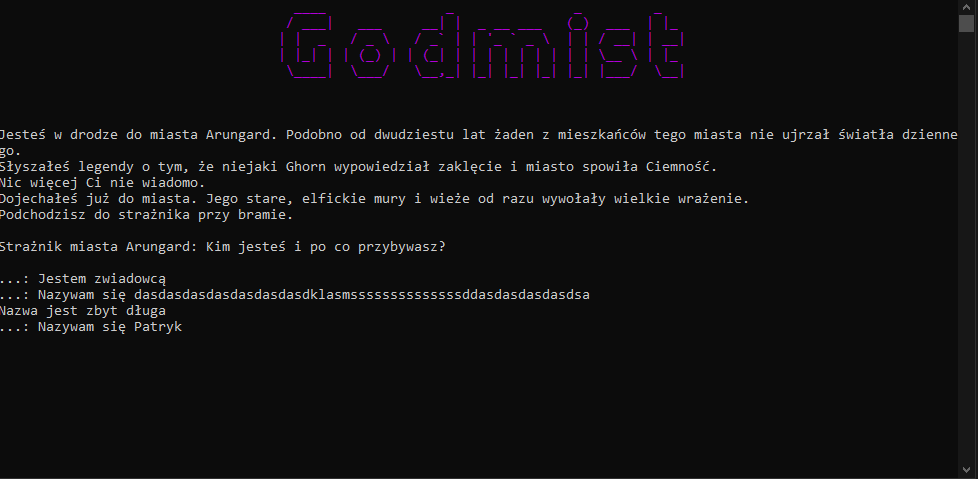 Godmist
Jesteś w drodze do miasta Arungard. Podobno od dwudziestu lat żaden z mieszkańców tego miasta nie ujrzał światła dzienne
go.
Słyszałeś legendy o tym, że niejaki Ghorn wypowiedział zaklęcie i miasto spowiła Ciemność.
Nic więcej Ci nie wiadomo.
Dojechałeś już do miasta. Jego stare, elfickie mury i wieże od razu wywołały wielkie wrażenie.
Podchodzisz do strażnika przy bramie.
Strażnik miasta Arungard: Kim jesteś i po co przybywasz?
...: Jestem zwiadowcą
...: Nazywam się dasdasdasdasdasdasdasdklasmssssssssssssssddasdasdasdasdsa
Nazwa jest zbyt długa
...: Nazywam się Patryk